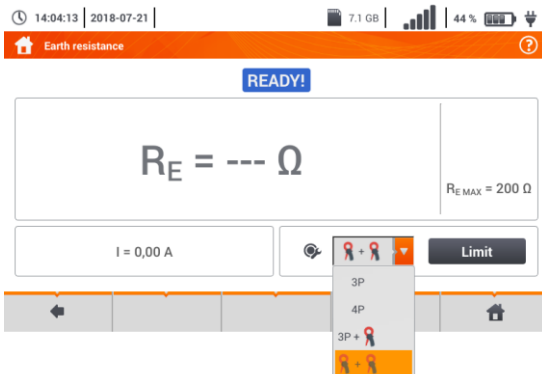 14:04:13 2018-07-21 7.1 GB 44 %
Earth resistance ?
READY!
RE = --- Ω
RE MAX = 200 Ω
I = 0,00 A
+
Limit
3P
4P
3P +
+